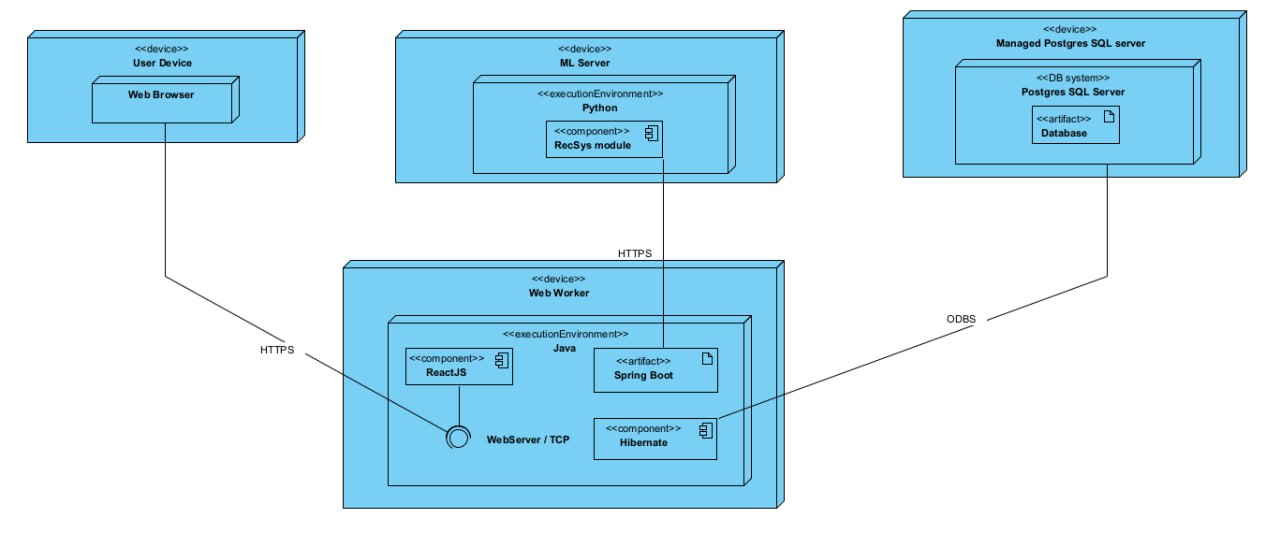 <<device>>
User Device
Web Browser
<<device>>
ML Server
<<executionEnvironment>>
Python
<<component>>
RecSys module
<<device>>
Managed Postgres SQL server
<<DB system>>
Postgres SQL Server
<<artifact>>
Database
HTTPS
HTTPS
ODBS
<<device>>
Web Worker
<<executionEnvironment>>
Java
<<component>>
ReactJS
<<artifact>>
Spring Boot
WebServer / TCP
<<component>>
Hibernate